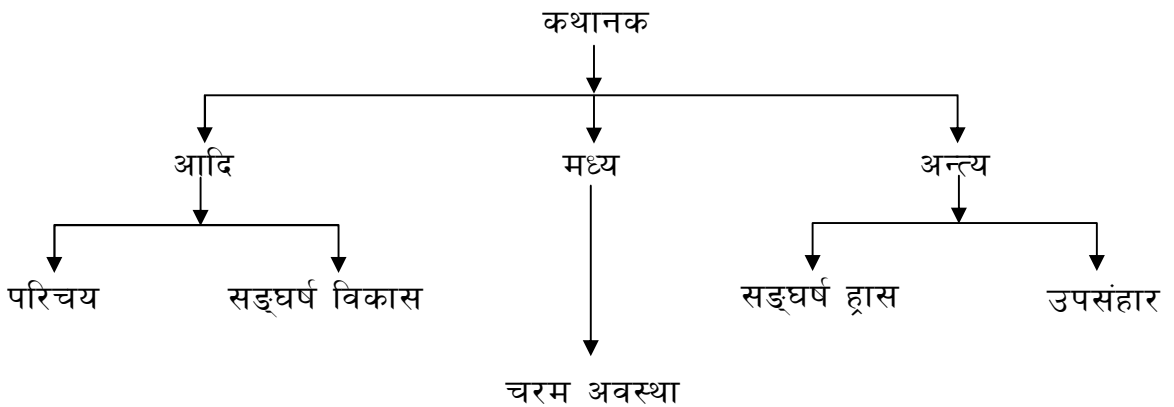 कथानक
आदि मध्य अन्त्य
परिचय सङ्घर्ष विकास सङ्घर्ष ह्रास उपसंहार
चरम अवस्था